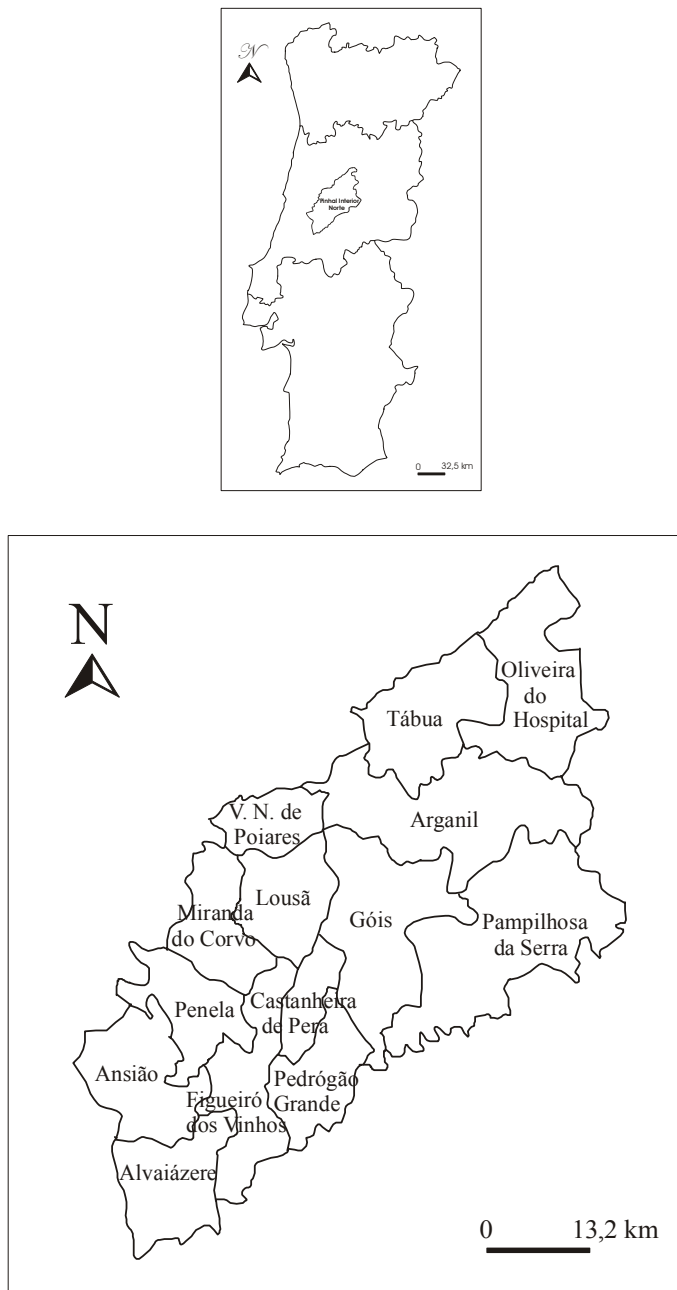 N
Pinhal Interior
Norte
0 32,5 km
N
Oliveira
do
Hospital
Tábua
V. N. de
Poiares
Arganil
Lousã
Miranda
do Corvo
Góis
Pampilhosa
da Serra
Penela
Castanheira
de Pera
Ansião
Pedrógão
Grande
Figueiró
dos Vinhos
Alvaiázere
0 13,2 km